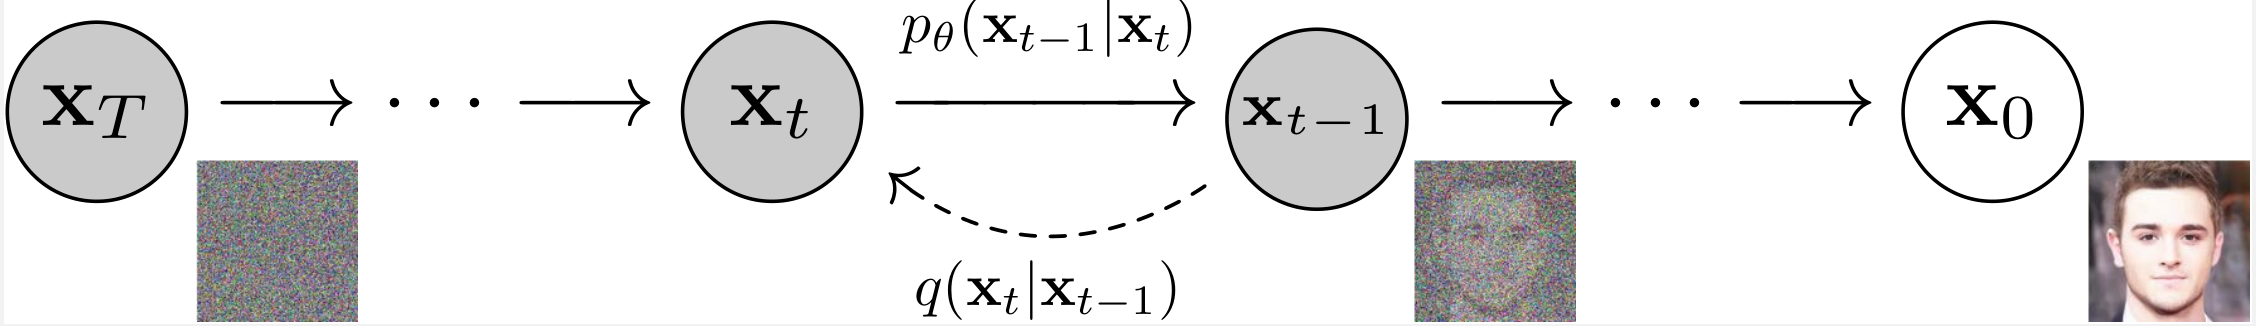 p_θ(x_{t−1}|x_t)
x_T → ··· → x_t → x_{t−1} → ··· → x_0
q(x_t|x_{t−1})